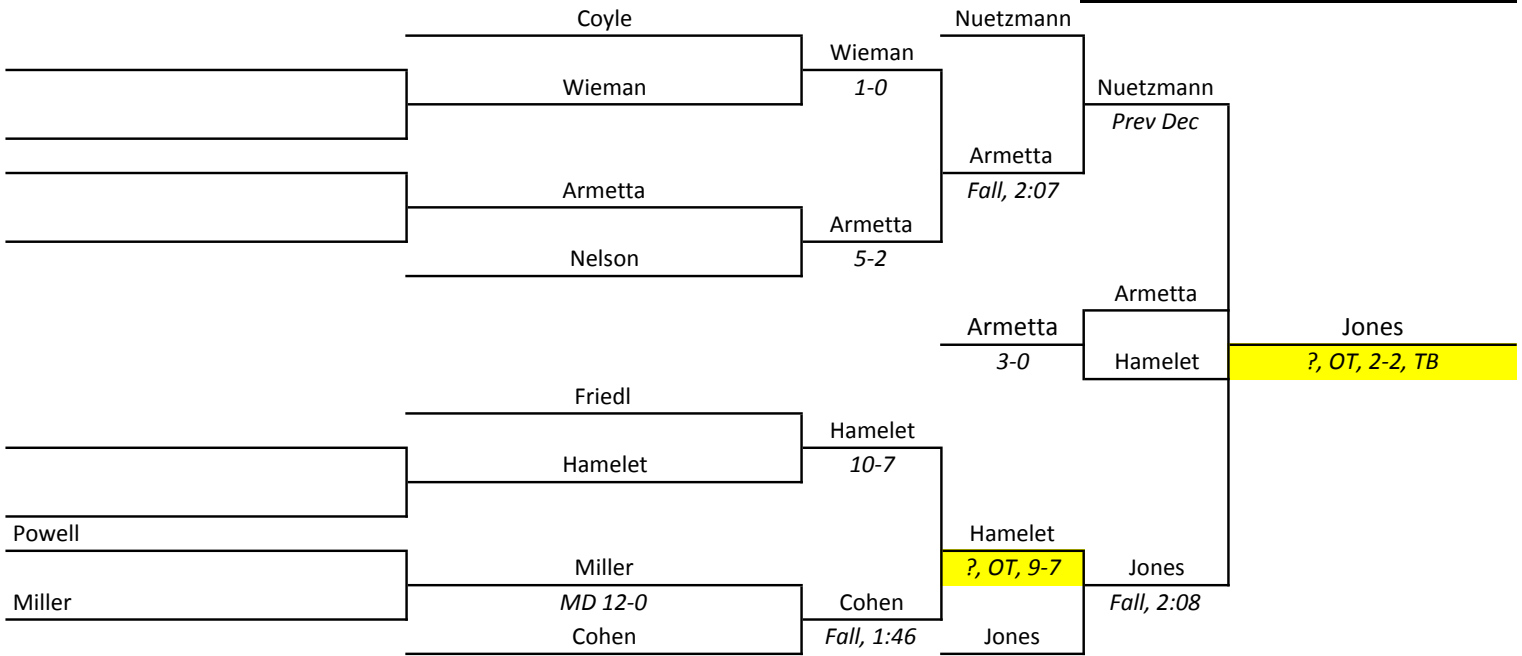 Coyle Nuetzmann
Wieman
Wieman 1-0 Nuetzmann
Prev Dec
Armetta
Armetta Fall, 2:07
Armetta
Nelson 5-2
Armetta
Armetta Jones
3-0 Hamelet ?, OT, 2-2, TB
Friedl
Hamelet
Hamelet 10-7
Powell Hamelet
Miller ?, OT, 9-7 Jones
Miller MD 12-0 Cohen Fall, 2:08
Cohen Fall, 1:46 Jones